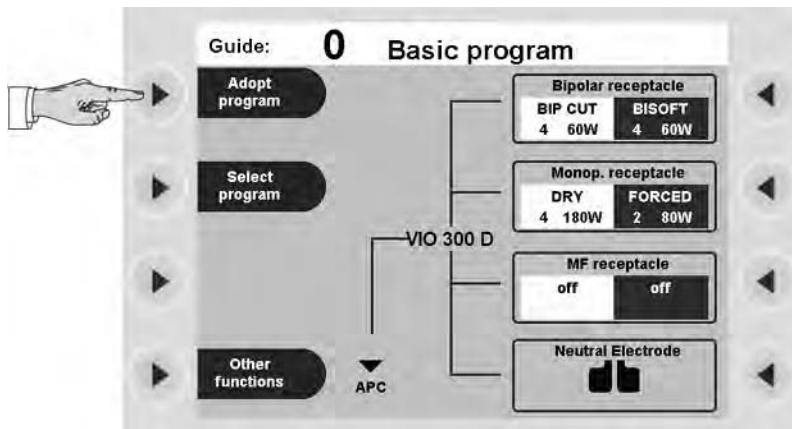 Guide: 0 Basic program
Adopt
program
Select
program
Other
functions
VIO 300 D
APC
Bipolar receptacle
BIP CUT BISOFT
4 60W 4 60W
Monop. receptacle
DRY FORCED
4 180W 2 80W
MF receptacle
off off
Neutral Electrode